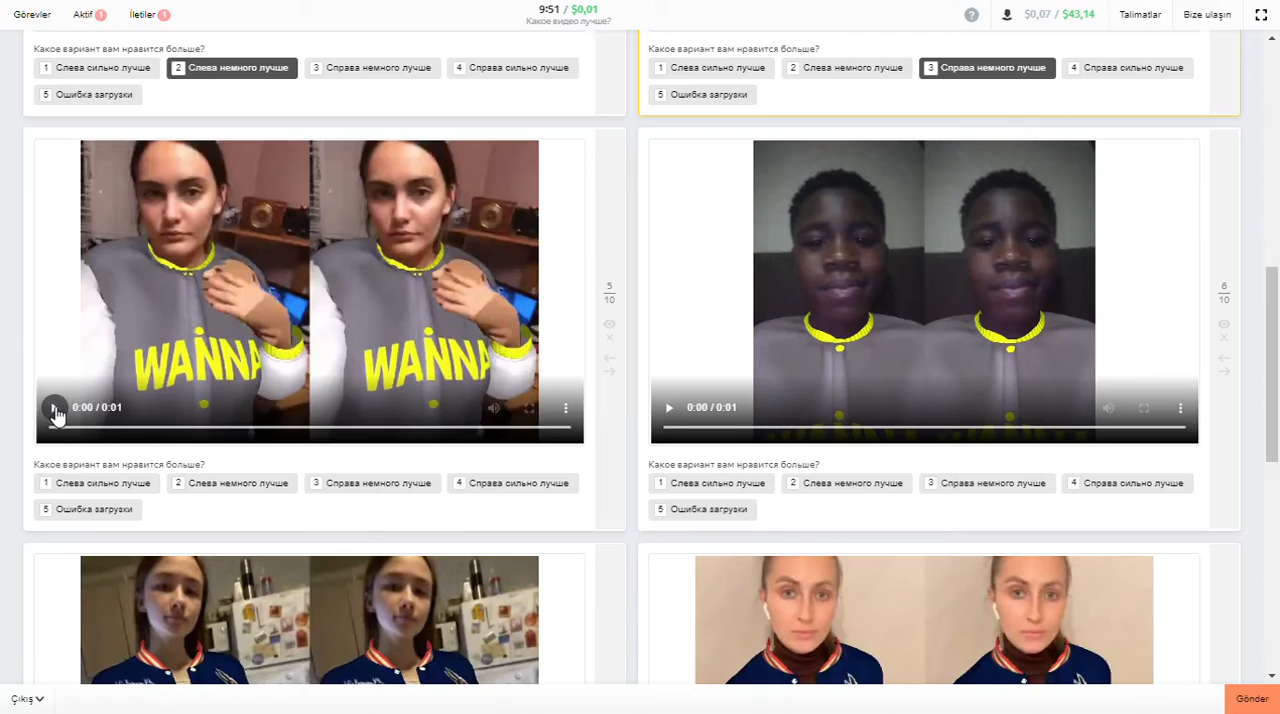 Görevler
Aktif 1
İletiler 1
9:51 / $0,01
Какое видео лучше?
?
$0,07 / $43,14
Talimatlar
Bize ulaşın
Какое вариант вам нравится больше?
1 Слева сильно лучше
2 Слева немного лучше
3 Справа немного лучше
4 Справа сильно лучше
5 Ошибка загрузки
Какое вариант вам нравится больше?
1 Слева сильно лучше
2 Слева немного лучше
3 Справа немного лучше
4 Справа сильно лучше
5 Ошибка загрузки
WANNA
WANNA
0:00 / 0:01
5
10
Какое вариант вам нравится больше?
1 Слева сильно лучше
2 Слева немного лучше
3 Справа немного лучше
4 Справа сильно лучше
5 Ошибка загрузки
0:00 / 0:01
6
10
Какое вариант вам нравится больше?
1 Слева сильно лучше
2 Слева немного лучше
3 Справа немного лучше
4 Справа сильно лучше
5 Ошибка загрузки
Çıkış
Gönder